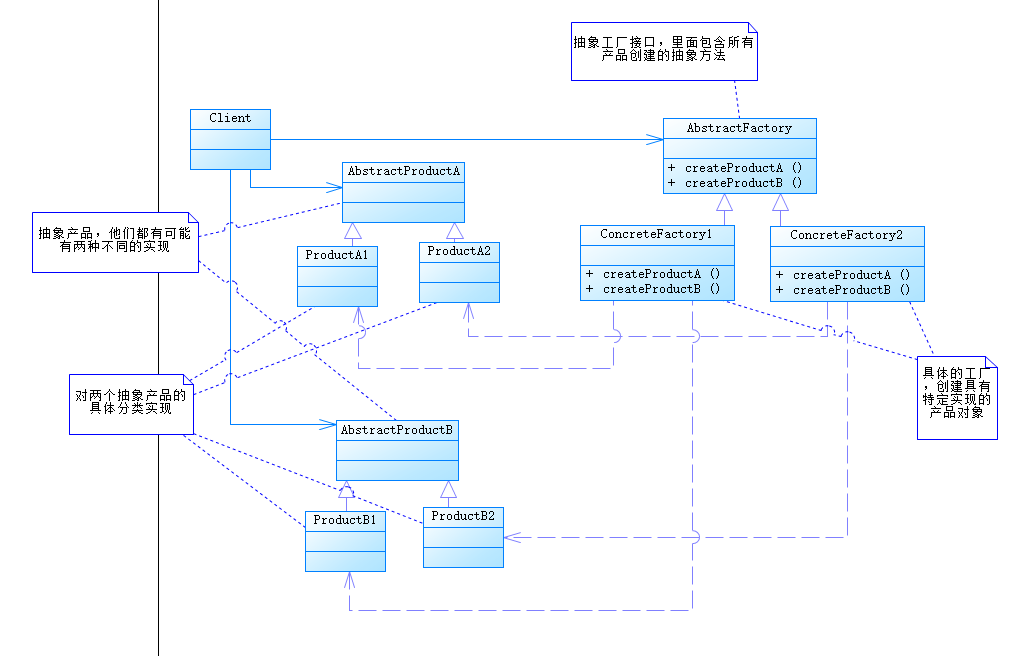 抽象工厂接口，里面包含所有
产品创建的抽象方法
Client
AbstractFactory
+ createProductA ()
+ createProductB ()
AbstractProductA
抽象产品，他们都有可能
有两种不同的实现
ProductA1
ProductA2
ConcreteFactory1
+ createProductA ()
+ createProductB ()
ConcreteFactory2
+ createProductA ()
+ createProductB ()
对两个抽象产品的
具体分类实现
具体的工厂
，创建具有
特定实现的
产品对象
AbstractProductB
ProductB1
ProductB2